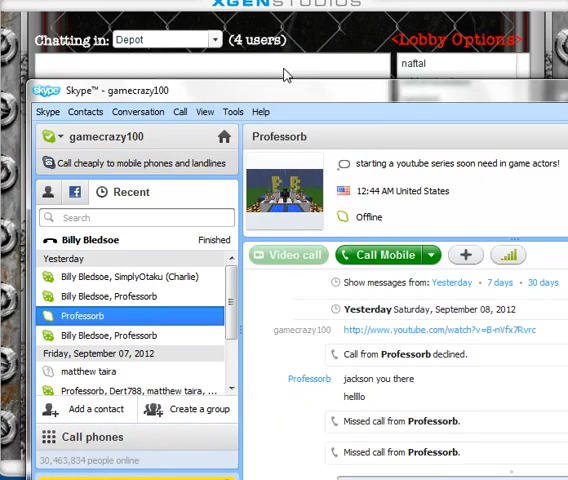 XGENSTUDIOS
Chatting in: Depot (4 users) <Lobby Options>
naftal
skype Skype™ - gamecrazy100
Skype Contacts Conversation Call View Tools Help
gamecrazy100
Call cheaply to mobile phones and landlines
Recent
Search
Billy Bledsoe Finished
Yesterday
Billy Bledsoe, SimplyOtaku (Charlie)
Billy Bledsoe, Professorb
Professorb
Billy Bledsoe, Professorb
Friday, September 07, 2012
matthew taira
Professorb, Dert788, matthew taira, ...
Add a contact Create a group
Call phones
30,463,834 people online
Professorb
starting a youtube series soon need in game actors!
12:44 AM United States
Offline
Video call Call Mobile
Show messages from: Yesterday • 7 days • 30 days
Yesterday Saturday, September 08, 2012
gamecrazy100 http://www.youtube.com/watch?v=B-nVfx7Rvrc
Call from Professorb declined.
Professorb jackson you there
helllo
Missed call from Professorb.
Missed call from Professorb.